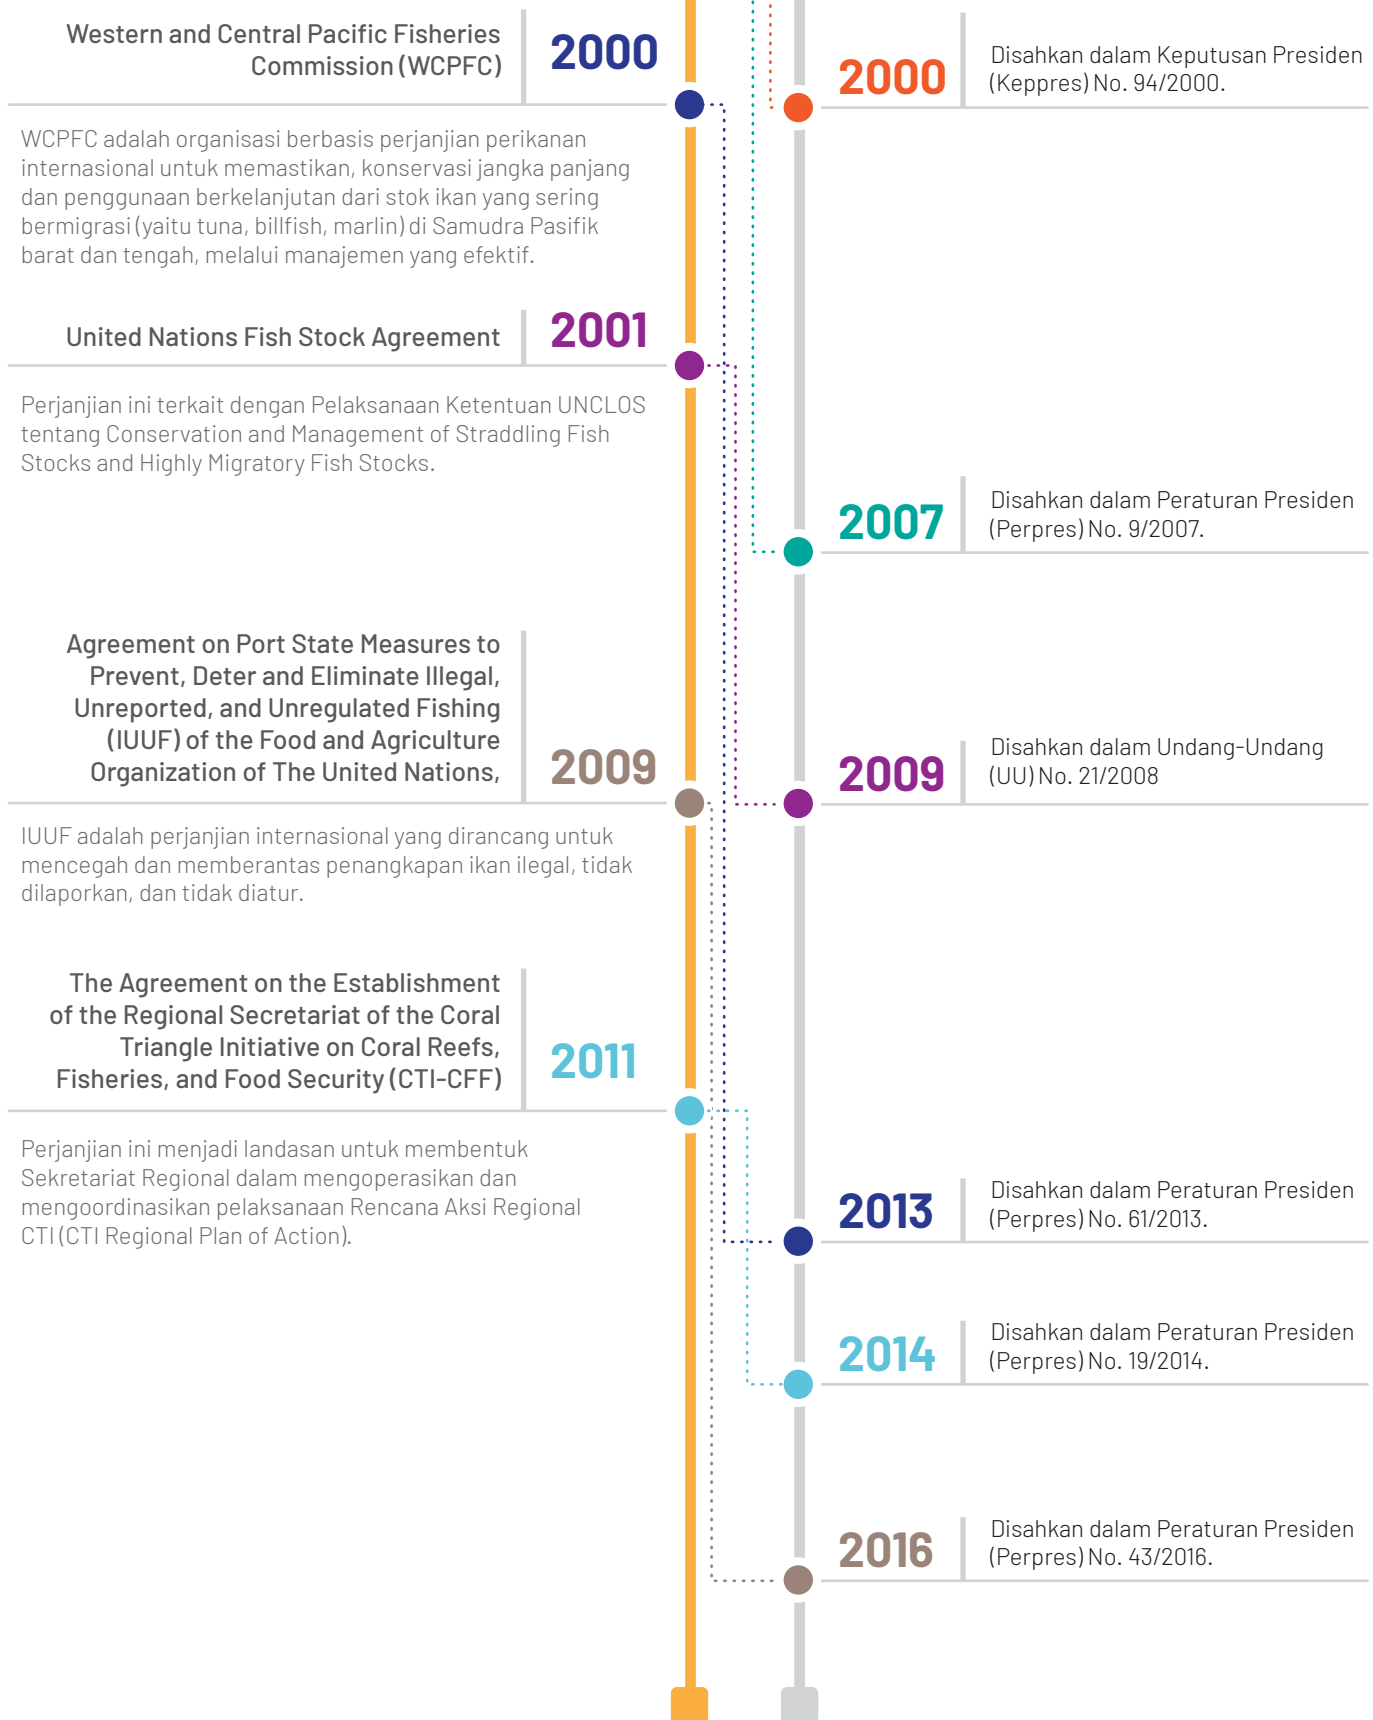 Western and Central Pacific Fisheries
Commission (WCPFC)
2000
WCPFC adalah organisasi berbasis perjanjian perikanan
internasional untuk memastikan, konservasi jangka panjang
dan penggunaan berkelanjutan dari stok ikan yang sering
bermigrasi (yaitu tuna, billfish, marlin) di Samudra Pasifik
barat dan tengah, melalui manajemen yang efektif.
2000
Disahkan dalam Keputusan Presiden
(Keppres) No. 94/2000.
United Nations Fish Stock Agreement
2001
Perjanjian ini terkait dengan Pelaksanaan Ketentuan UNCLOS
tentang Conservation and Management of Straddling Fish
Stocks and Highly Migratory Fish Stocks.
2007
Disahkan dalam Peraturan Presiden
(Perpres) No. 9/2007.
Agreement on Port State Measures to
Prevent, Deter and Eliminate Illegal,
Unreported, and Unregulated Fishing
(IUUF) of the Food and Agriculture
Organization of The United Nations,
2009
IUUF adalah perjanjian internasional yang dirancang untuk
mencegah dan memberantas penangkapan ikan ilegal, tidak
dilaporkan, dan tidak diatur.
2009
Disahkan dalam Undang-Undang
(UU) No. 21/2008
The Agreement on the Establishment
of the Regional Secretariat of the Coral
Triangle Initiative on Coral Reefs,
Fisheries, and Food Security (CTI-CFF)
2011
Perjanjian ini menjadi landasan untuk membentuk
Sekretariat Regional dalam mengoperasikan dan
mengoordinasikan pelaksanaan Rencana Aksi Regional
CTI (CTI Regional Plan of Action).
2013
Disahkan dalam Peraturan Presiden
(Perpres) No. 61/2013.
2014
Disahkan dalam Peraturan Presiden
(Perpres) No. 19/2014.
2016
Disahkan dalam Peraturan Presiden
(Perpres) No. 43/2016.